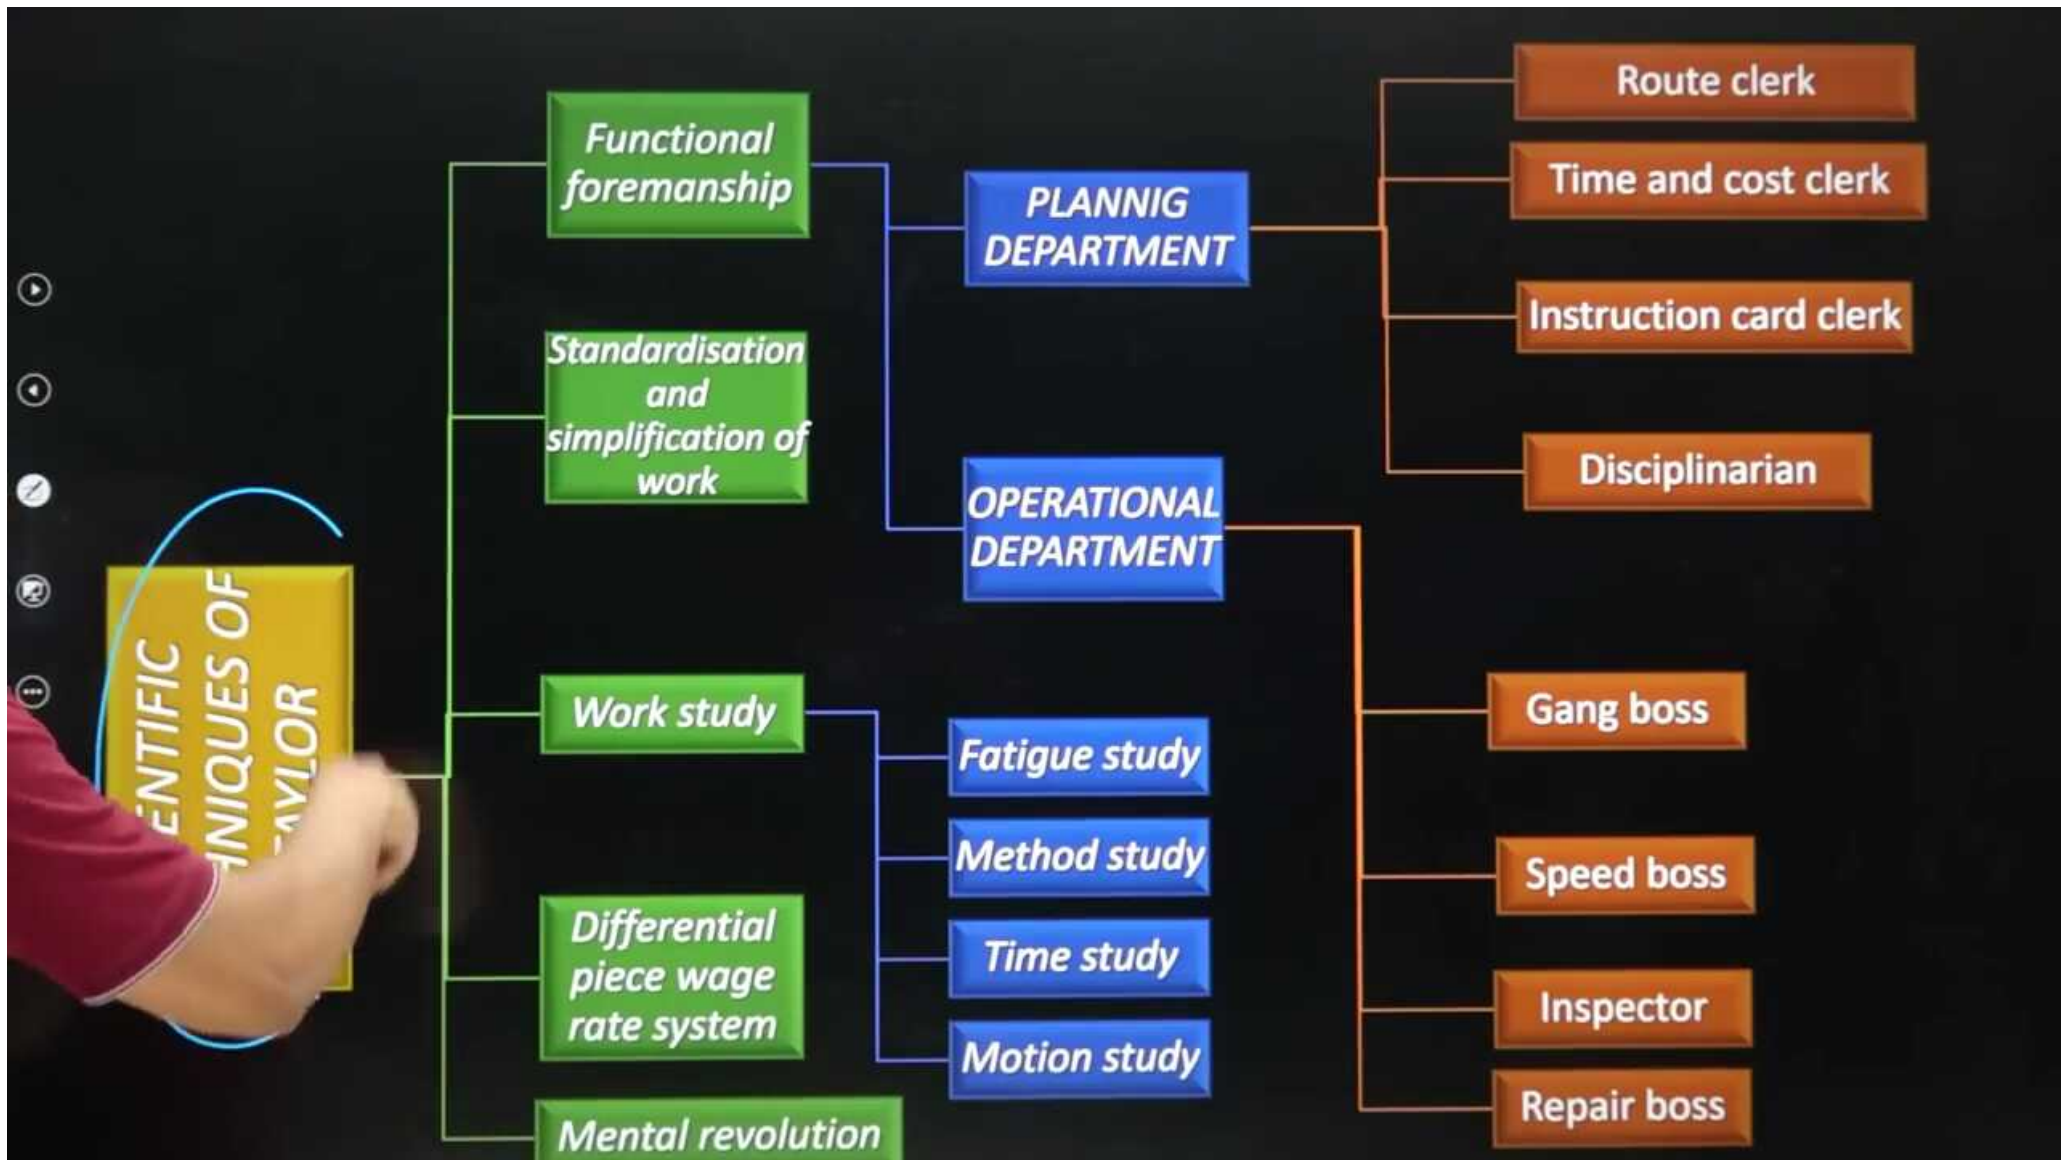 OF
TAYLOR
Functional
foremanship
Standardisation
and
simplification of
work
Work study
Differential
piece wage
rate system
Mental revolution
PLANNIG
DEPARTMENT
OPERATIONAL
DEPARTMENT
Fatigue study
Method study
Time study
Motion study
Route clerk
Time and cost clerk
Instruction card clerk
Disciplinarian
Gang boss
Speed boss
Inspector
Repair boss